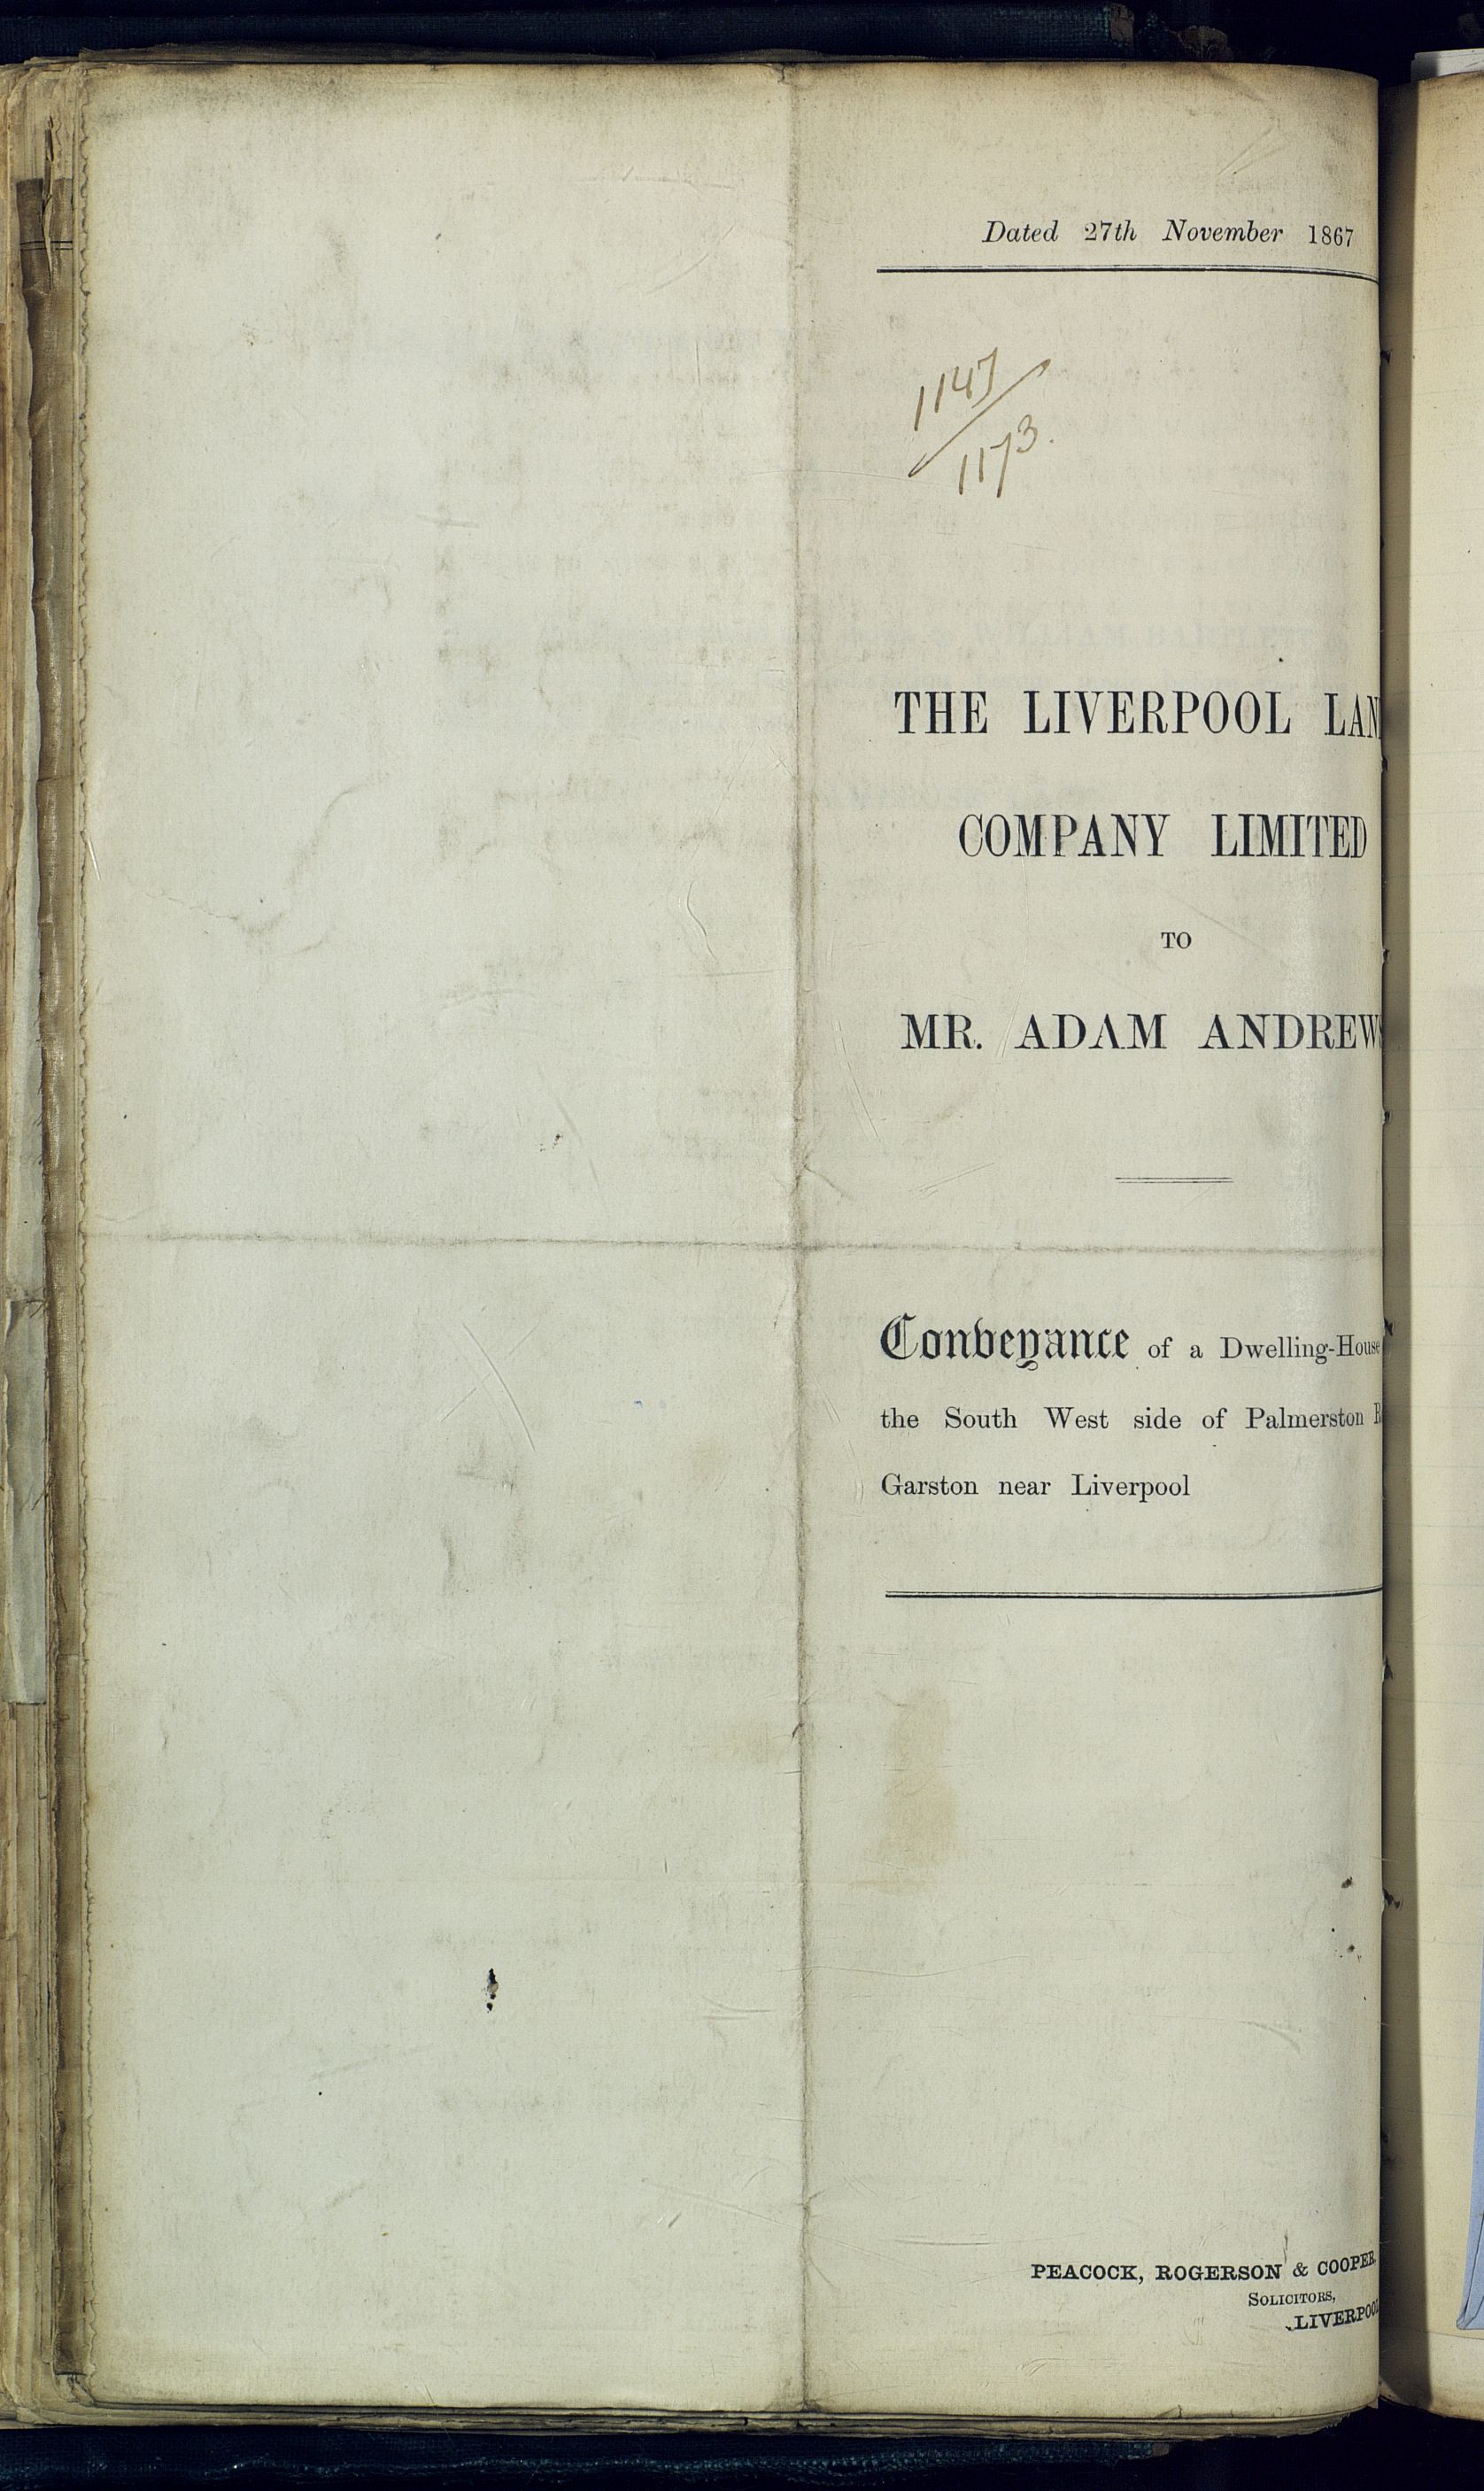 Dated 27th November 1867
1147
1173.
THE LIVERPOOL LAN
COMPANY LIMITED
TO
MR. ADAM ANDREWS
Conveyance of a Dwelling-House
the South West side of Palmerston
Garston near Liverpool
PEACOCK, ROGERSON & COOPER
SOLICITORS,
LIVERPOOL